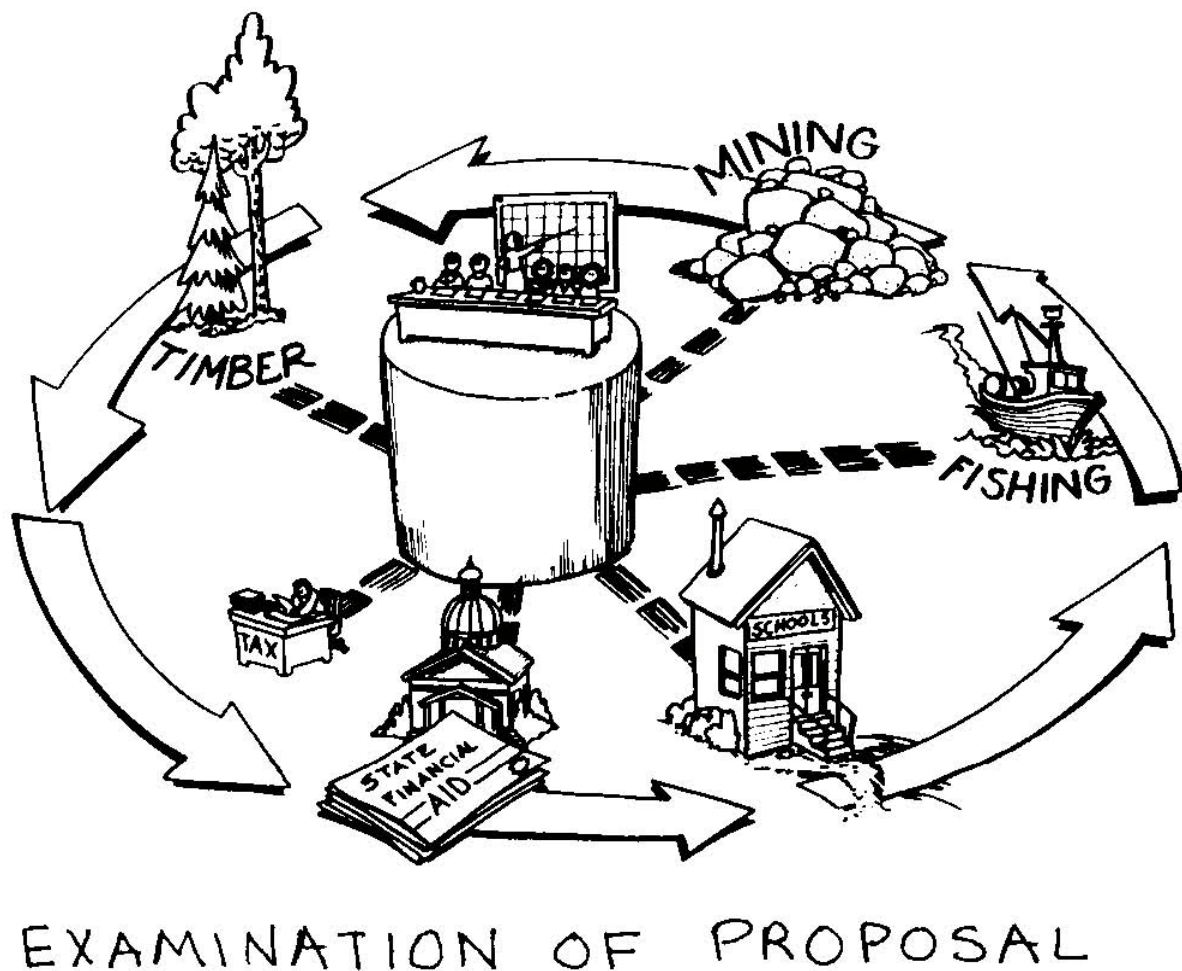 MINING
TIMBER
FISHING
SCHOOLS
TAX
STATE
FINANCIAL
AID
EXAMINATION OF PROPOSAL